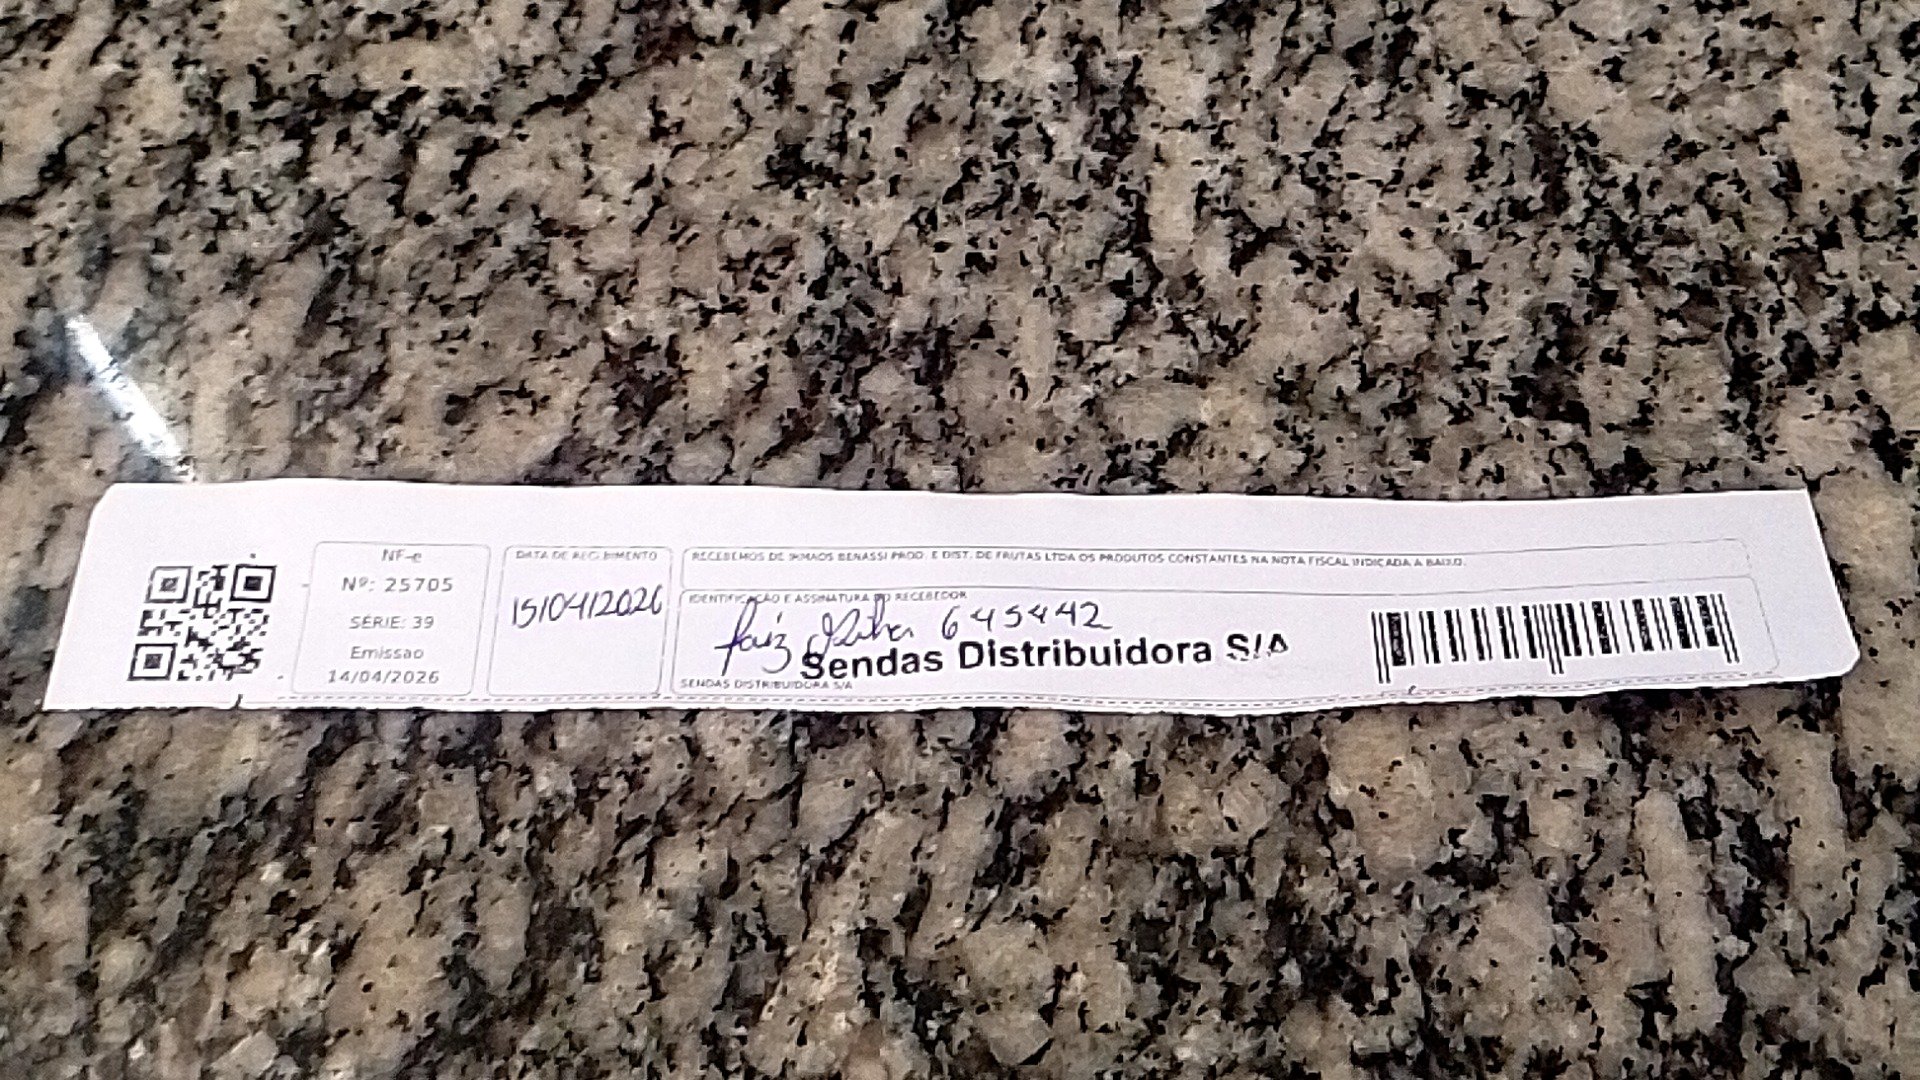 NF-e
Nº: 25705
SÉRIE: 39
Emissao
14/04/2026
DATA DE RECEBIMENTO
15/04/2026
RECEBEMOS DE IRMAOS BENASSI PROD. E DIST. DE FRUTAS LTDA OS PRODUTOS CONSTANTES NA NOTA FISCAL INDICADA A BAIXO.
IDENTIFICAÇÃO E ASSINATURA DO RECEBEDOR
645442
Sendas Distribuidora S/A
SENDAS DISTRIBUIDORA S/A